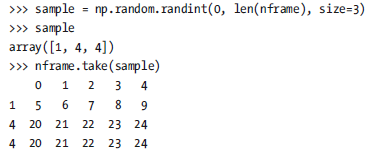 >>> sample = np.random.randint(0, len(nframe), size=3)
>>> sample
array([1, 4, 4])
>>> nframe.take(sample)
0 1 2 3 4
1 5 6 7 8 9
4 20 21 22 23 24
4 20 21 22 23 24